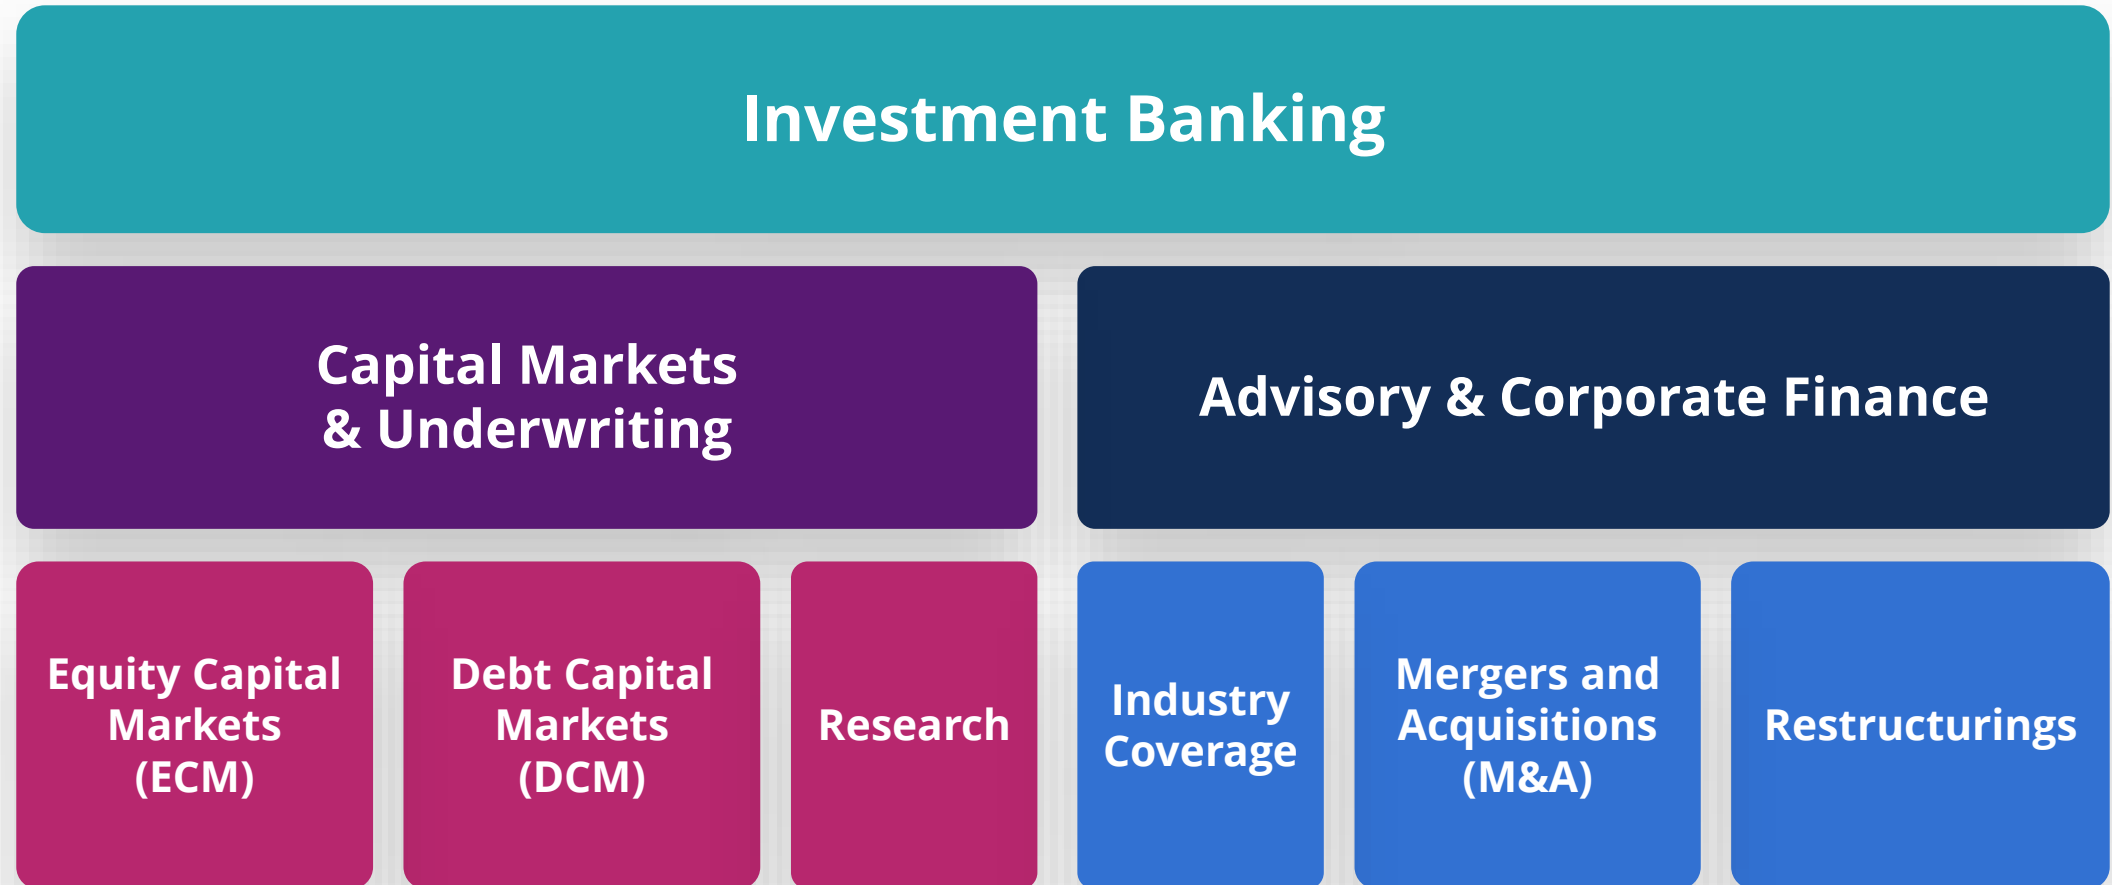 Investment Banking
Capital Markets
& Underwriting
Advisory & Corporate Finance
Equity Capital
Markets
(ECM)
Debt Capital
Markets
(DCM)
Research
Industry
Coverage
Mergers and
Acquisitions
(M&A)
Restructurings